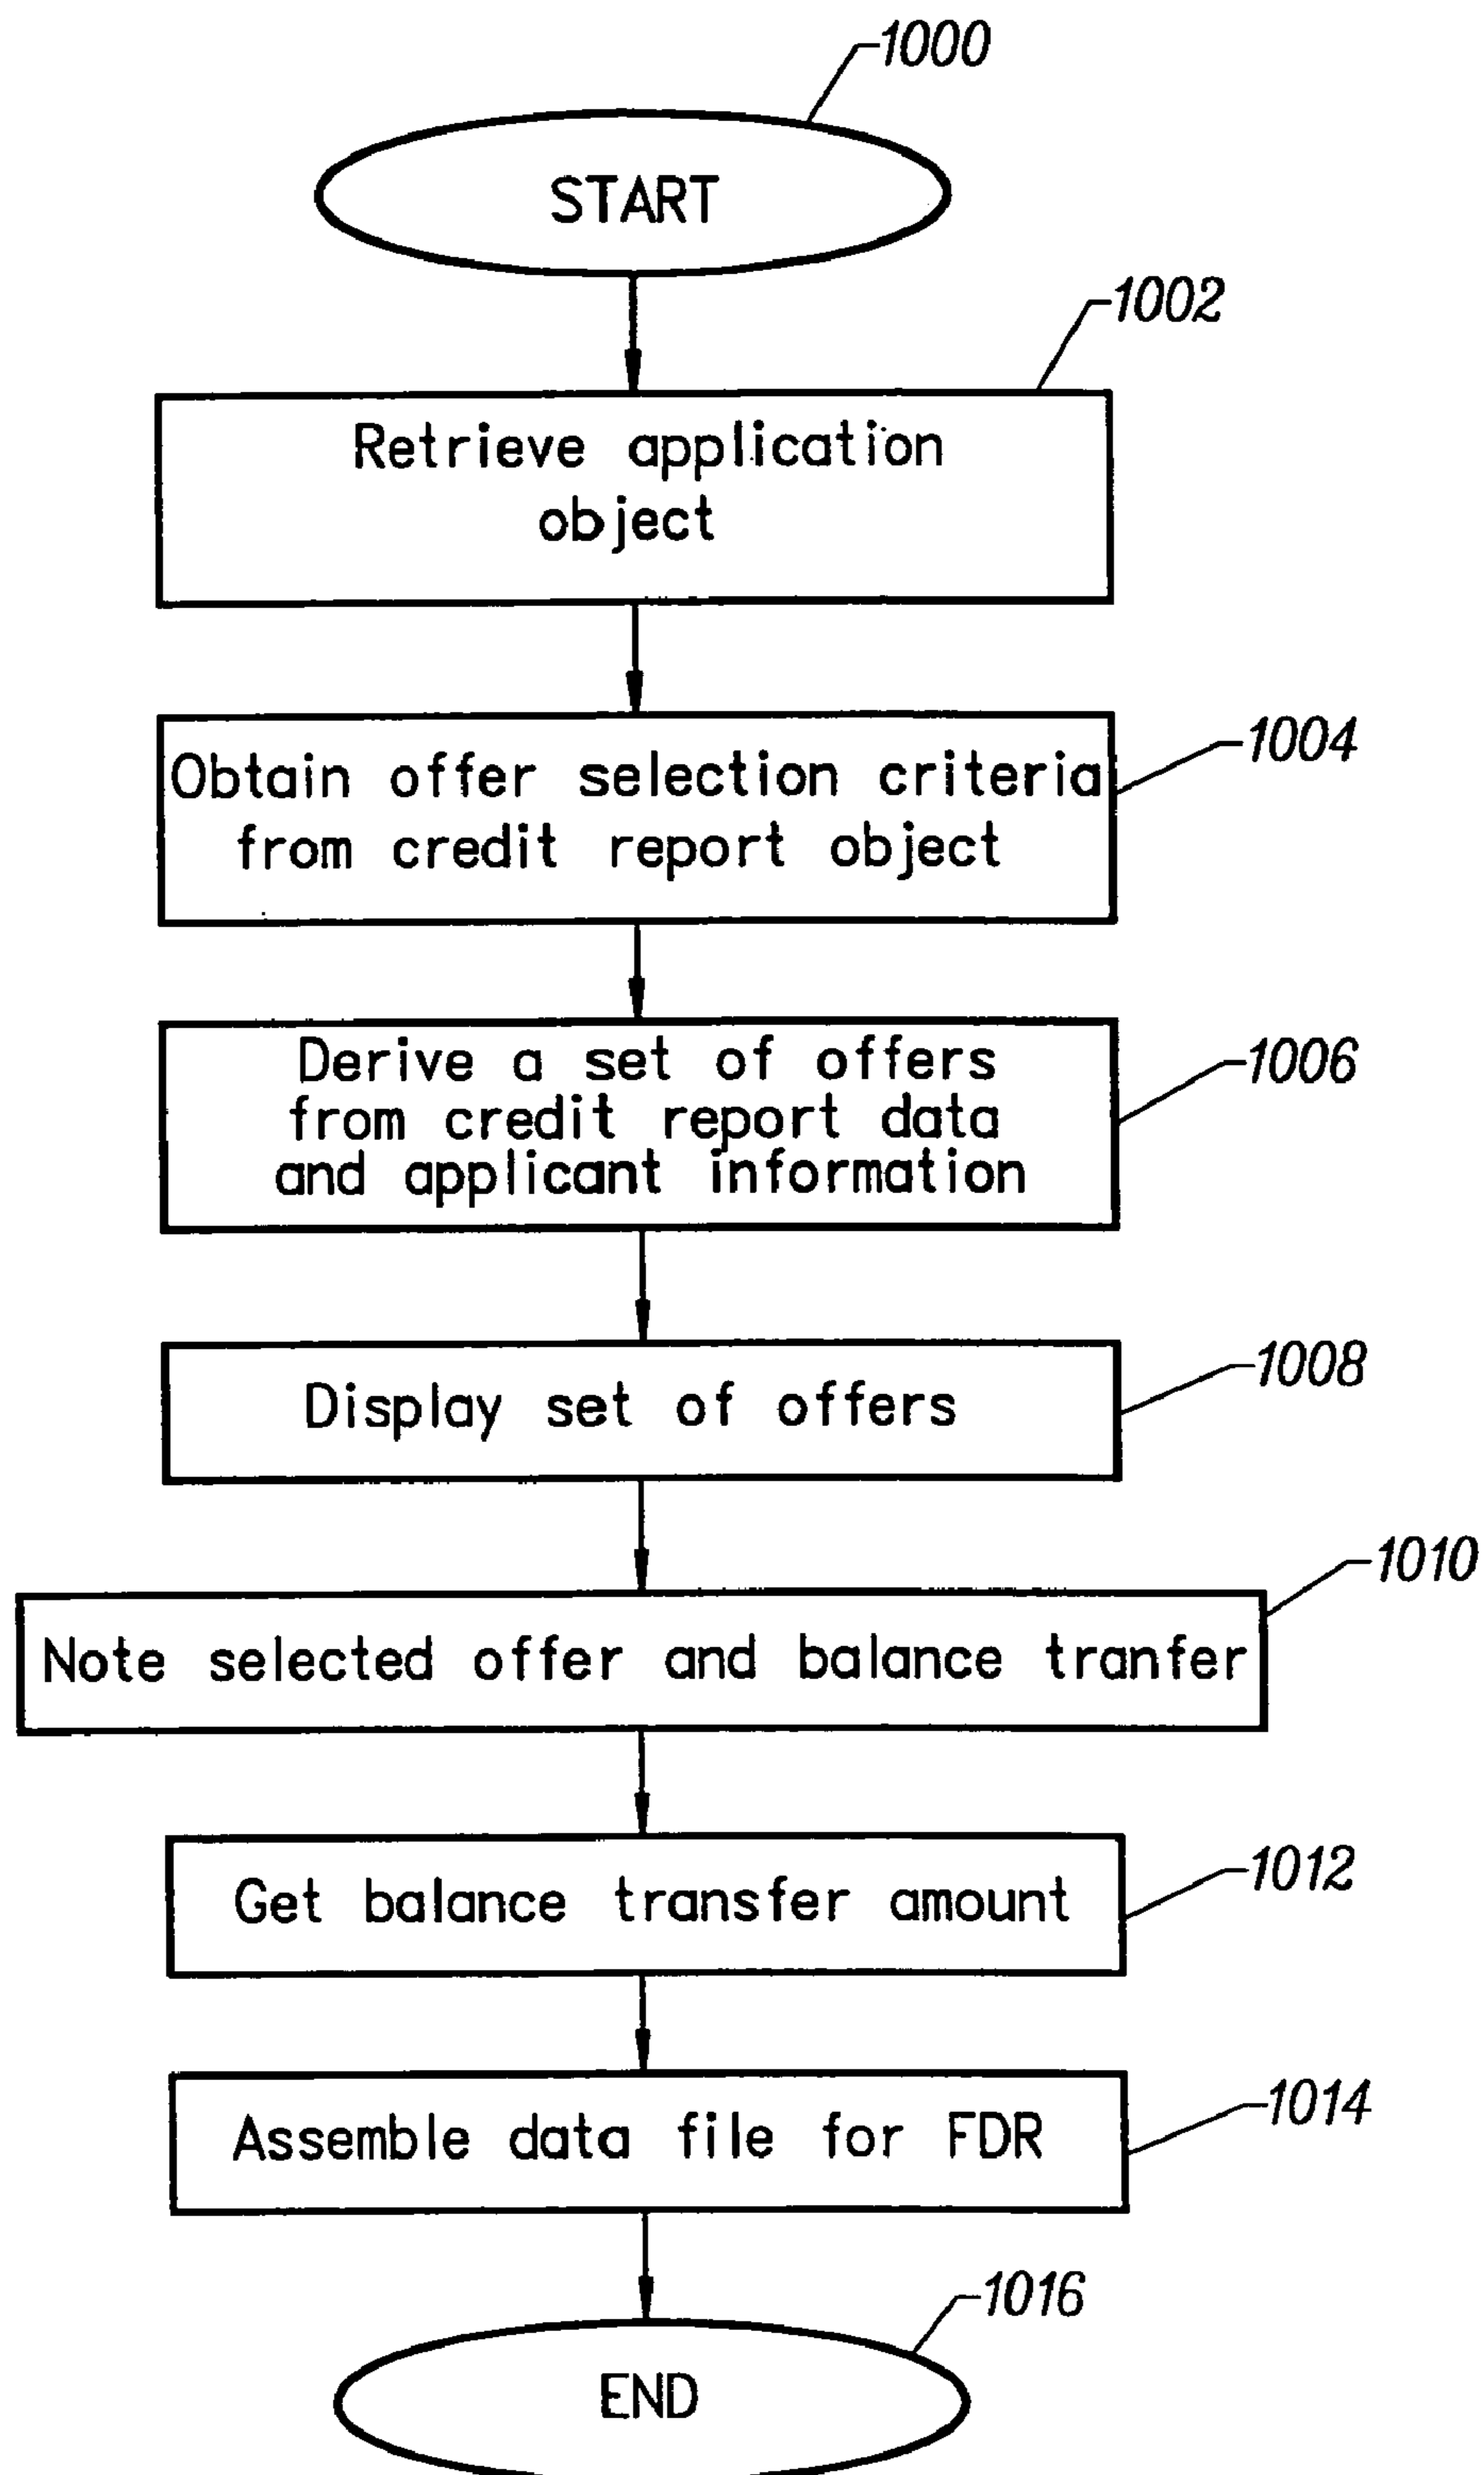 1000
START
1002
Retrieve application
object
1004
Obtain offer selection criteria
from credit report object
1006
Derive a set of offers
from credit report data
and applicant information
1008
Display set of offers
1010
Note selected offer and balance tranfer
1012
Get balance transfer amount
1014
Assemble data file for FDR
1016
END